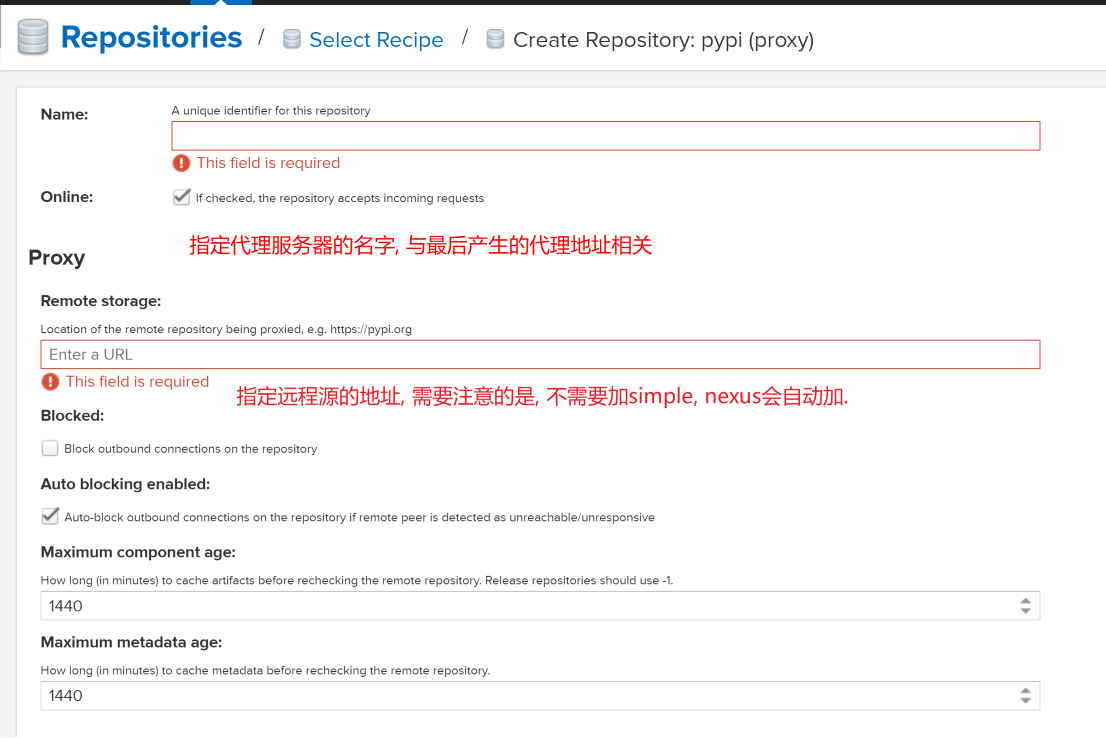 Repositories / Select Recipe / Create Repository: pypi (proxy)
Name:
A unique identifier for this repository
This field is required
Online:
If checked, the repository accepts incoming requests
指定代理服务器的名字, 与最后产生的代理地址相关
Proxy
Remote storage:
Location of the remote repository being proxied, e.g. https://pypi.org
Enter a URL
This field is required
指定远程源的地址, 需要注意的是, 不需要加simple, nexus会自动加.
Blocked:
Block outbound connections on the repository
Auto blocking enabled:
Auto-block outbound connections on the repository if remote peer is detected as unreachable/unresponsive
Maximum component age:
How long (in minutes) to cache artifacts before rechecking the remote repository. Release repositories should use -1.
1440
Maximum metadata age:
How long (in minutes) to cache metadata before rechecking the remote repository.
1440